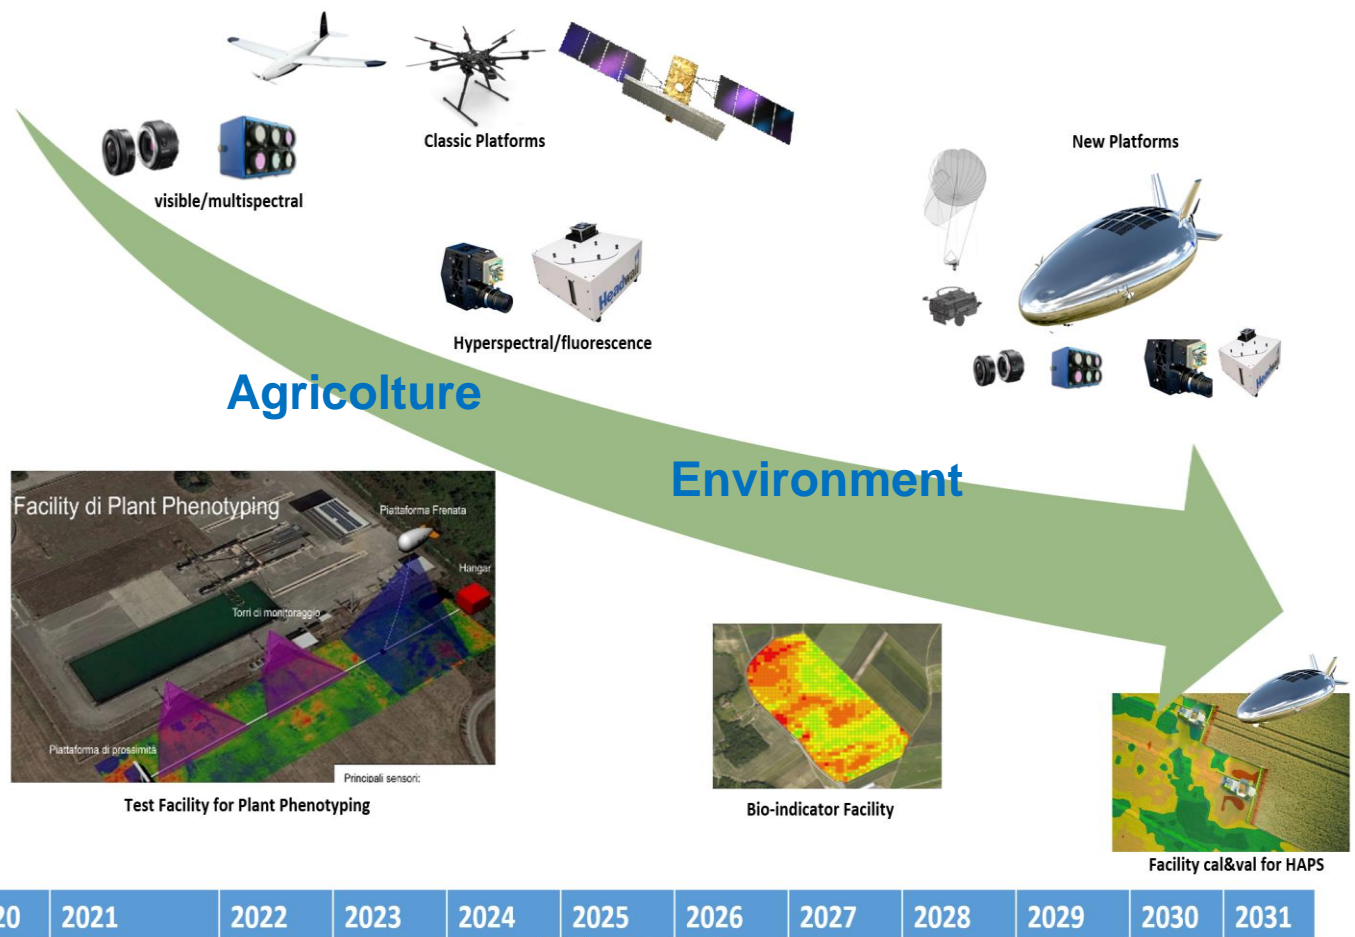 Classic Platforms
New Platforms
visible/multispectral
Headwall
Hyperspectral/fluorescence
Headwall
Agricolture
Environment
Facility di Plant Phenotyping
Piattaforma Frenata
Hangar
Torri di monitoraggio
Piattaforma di prossimità
Principali sensori:
Test Facility for Plant Phenotyping
Bio-indicator Facility
Facility cal&val for HAPS
20 2021 2022 2023 2024 2025 2026 2027 2028 2029 2030 2031